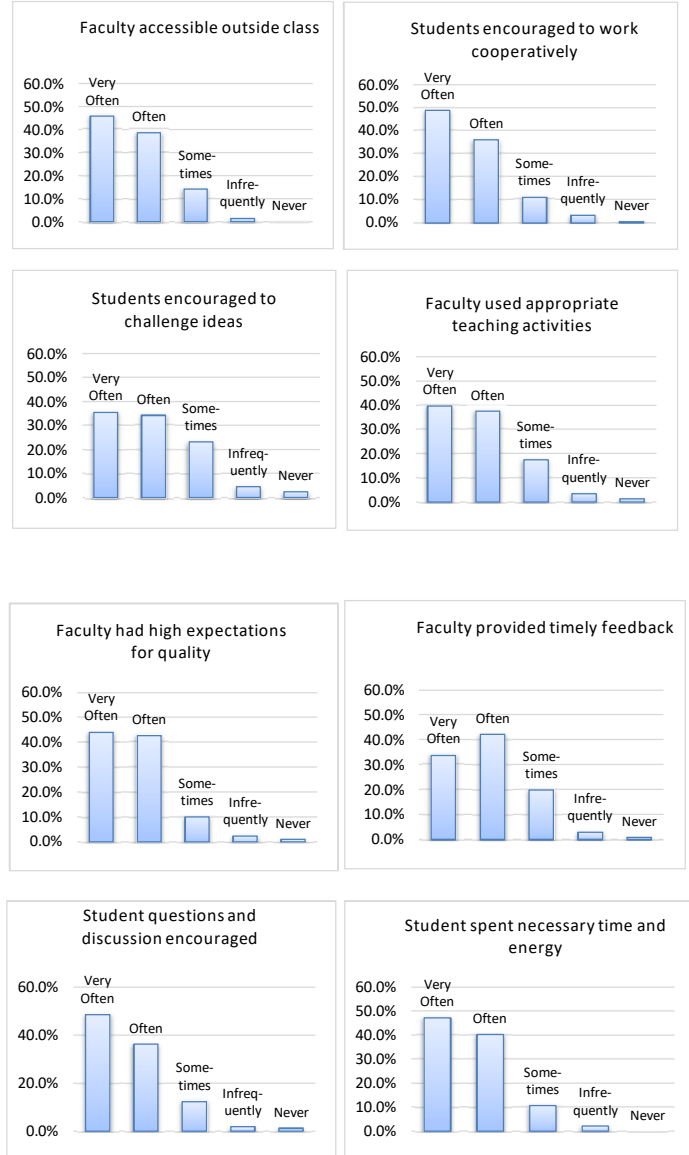 Faculty accessible outside class
60.0%
50.0%
40.0%
30.0%
20.0%
10.0%
0.0%
Very
Often
Often
Some-
times
Infre-
quently
Never
Students encouraged to work
cooperatively
60.0%
50.0%
40.0%
30.0%
20.0%
10.0%
0.0%
Very
Often
Often
Some-
times
Infre-
quently
Never
Students encouraged to
challenge ideas
60.0%
50.0%
40.0%
30.0%
20.0%
10.0%
0.0%
Very
Often
Often
Some-
times
Infreq-
uently
Never
Faculty used appropriate
teaching activities
60.0%
50.0%
40.0%
30.0%
20.0%
10.0%
0.0%
Very
Often
Often
Some-
times
Infre-
quently
Never
Faculty had high expectations
for quality
60.0%
50.0%
40.0%
30.0%
20.0%
10.0%
0.0%
Very
Often
Often
Some-
times
Infre-
quently
Never
Faculty provided timely feedback
60.0%
50.0%
40.0%
30.0%
20.0%
10.0%
0.0%
Very
Often
Often
Some-
times
Infre-
quently
Never
Student questions and
discussion encouraged
60.0%
40.0%
20.0%
0.0%
Very
Often
Often
Some-
times
Infreq-
uently
Never
Student spent necessary time and
energy
60.0%
50.0%
40.0%
30.0%
20.0%
10.0%
0.0%
Very
Often
Often
Some-
times
Infre-
quently
Never